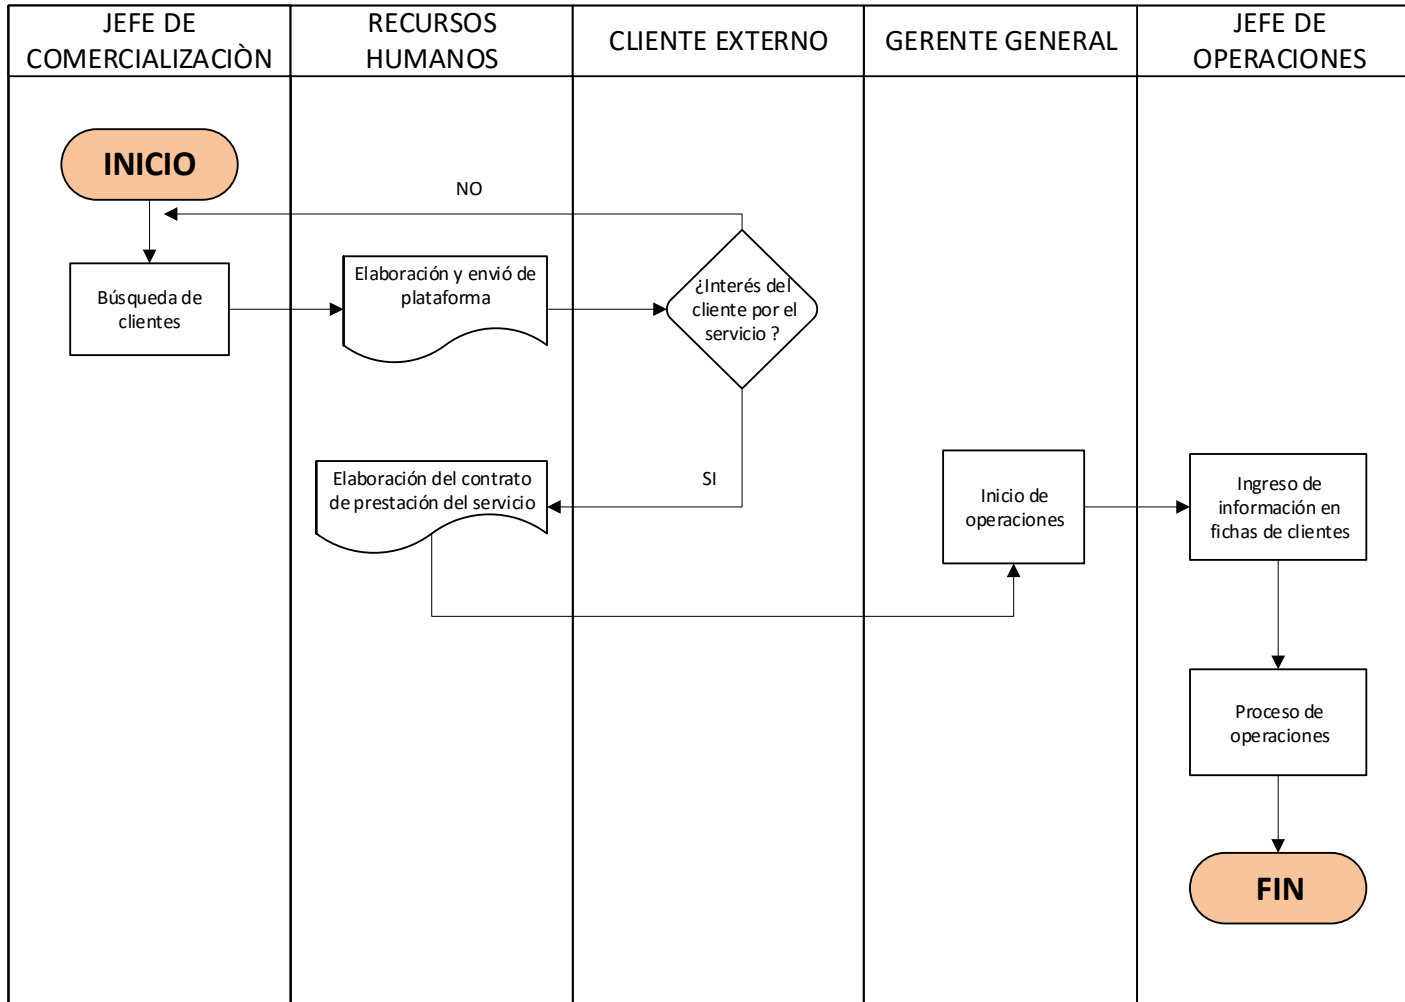 JEFE DE
COMERCIALIZACIÒN
RECURSOS
HUMANOS
CLIENTE EXTERNO
GERENTE GENERAL
JEFE DE
OPERACIONES
INICIO
NO
Búsqueda de
clientes
Elaboración y envió de
plataforma
¿Interés del
cliente por el
servicio ?
SI
Elaboración del contrato
de prestación del servicio
Inicio de
operaciones
Ingreso de
información en
fichas de clientes
Proceso de
operaciones
FIN